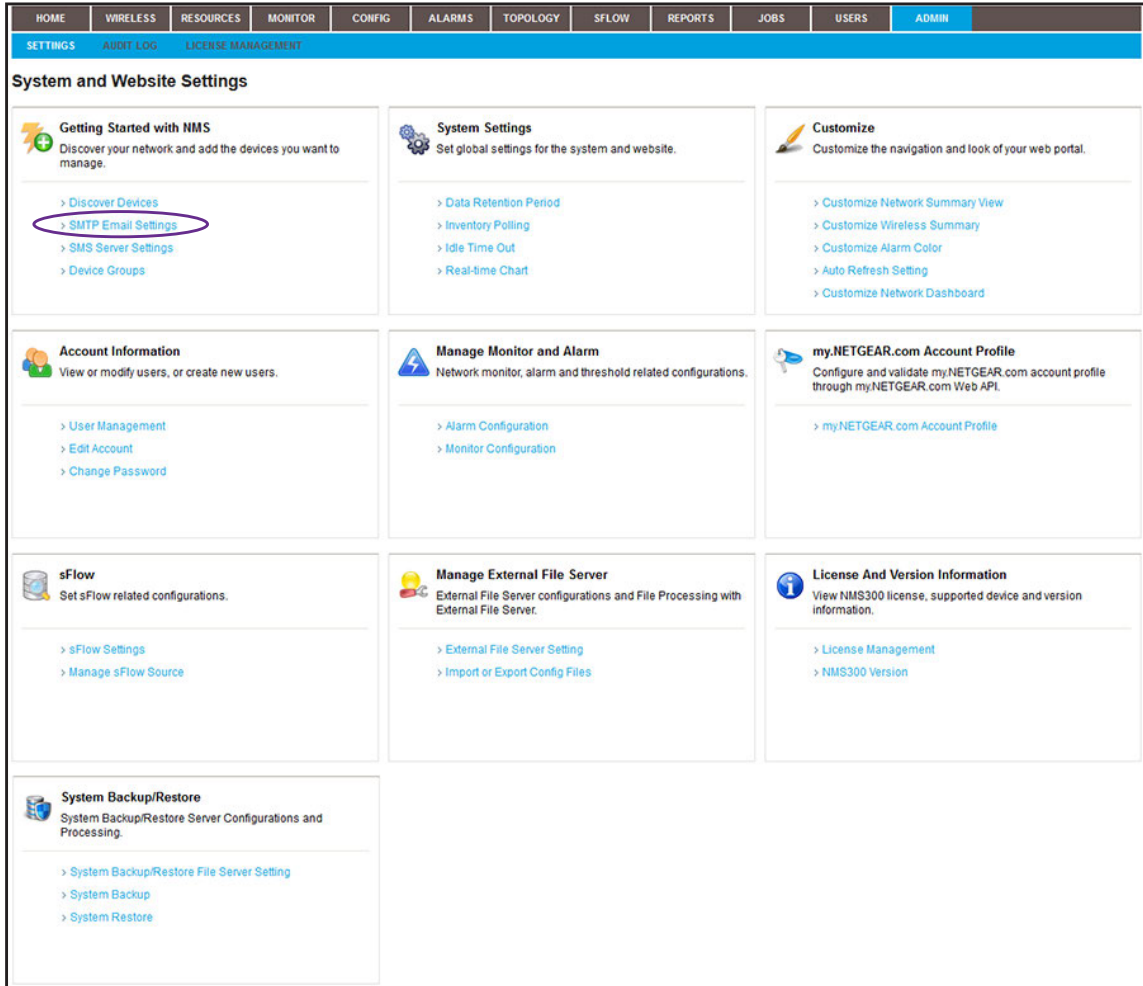 HOME WIRELESS RESOURCES MONITOR CONFIG ALARMS TOPOLOGY SFLOW REPORTS JOBS USERS ADMIN
SETTINGS AUDIT LOG LICENSE MANAGEMENT
System and Website Settings
Getting Started with NMS
Discover your network and add the devices you want to
manage.
> Discover Devices
> SMTP Email Settings
> SMS Server Settings
> Device Groups
System Settings
Set global settings for the system and website.
> Data Retention Period
> Inventory Polling
> Idle Time Out
> Real-time Chart
Customize
Customize the navigation and look of your web portal.
> Customize Network Summary View
> Customize Wireless Summary
> Customize Alarm Color
> Auto Refresh Setting
> Customize Network Dashboard
Account Information
View or modify users, or create new users.
> User Management
> Edit Account
> Change Password
Manage Monitor and Alarm
Network monitor, alarm and threshold related configurations.
> Alarm Configuration
> Monitor Configuration
my.NETGEAR.com Account Profile
Configure and validate my.NETGEAR.com account profile
through my.NETGEAR.com Web API.
> my.NETGEAR.com Account Profile
sFlow
Set sFlow related configurations.
> sFlow Settings
> Manage sFlow Source
Manage External File Server
External File Server configurations and File Processing with
External File Server.
> External File Server Setting
> Import or Export Config Files
License And Version Information
View NMS300 license, supported device and version
information.
> License Management
> NMS300 Version
System Backup/Restore
System Backup/Restore Server Configurations and
Processing.
> System Backup/Restore File Server Setting
> System Backup
> System Restore